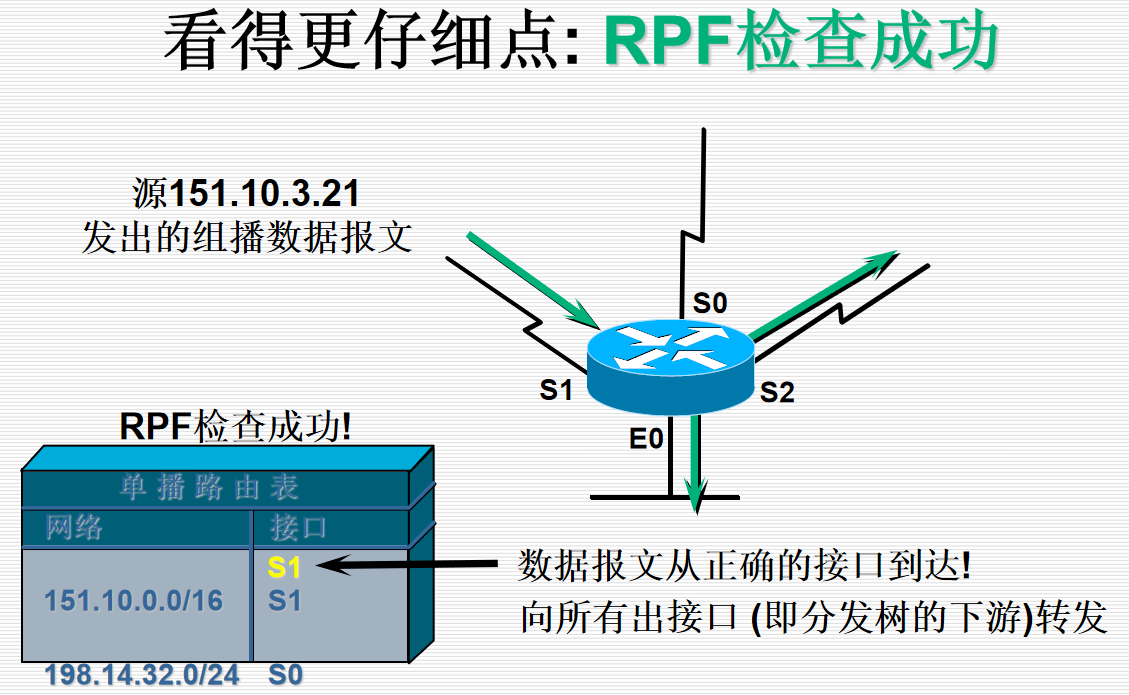 看得更仔细点: RPF检查成功
源151.10.3.21
发出的组播数据报文
S0
S1
S2
E0
RPF检查成功!
单播路由表
网络 接口
S1
151.10.0.0/16 S1
198.14.32.0/24 S0
数据报文从正确的接口到达!
向所有出接口 (即分发树的下游)转发